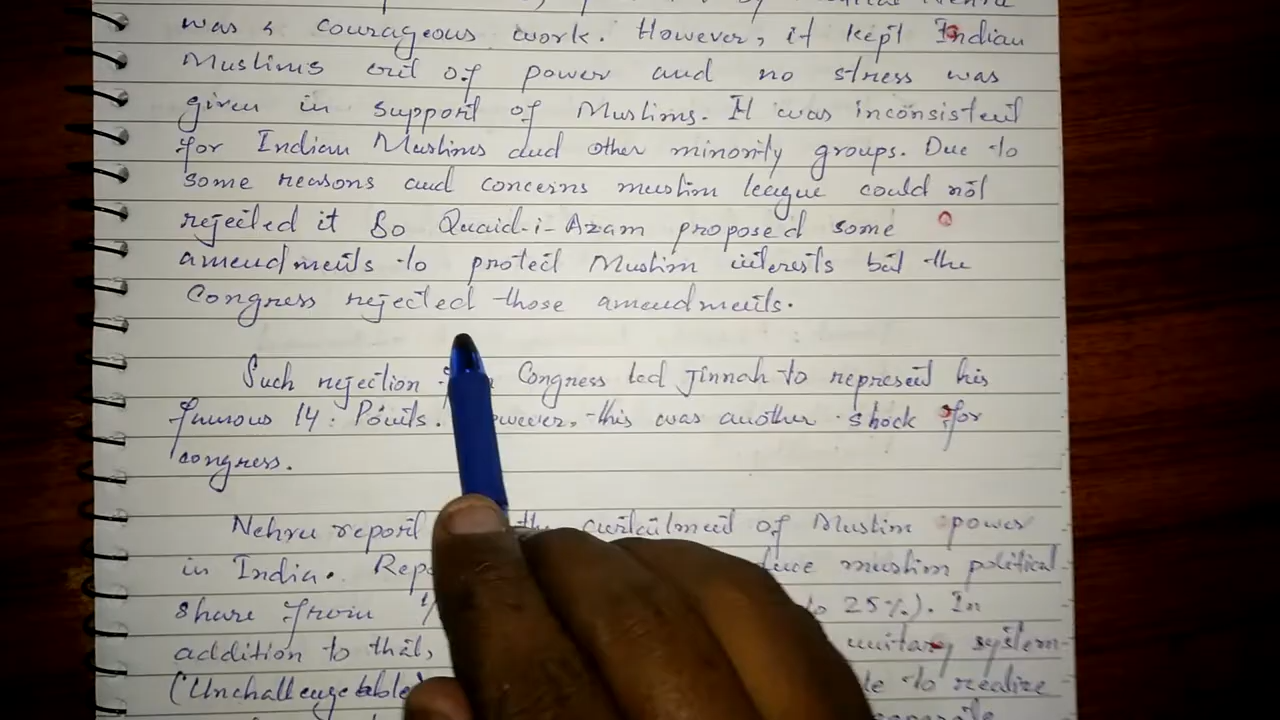 was a courageous work. However, it kept Indian
Muslims out of power and no stress was
given in support of Muslims. It was inconsistent
for Indian Muslims and other minority groups. Due to
some reasons and concerns muslim league could not
rejected it So Quaid-i-Azam proposed some
amendments to protect Muslim interests but the
Congress rejected those amendments.
Such rejection Congress led Jinnah to represent his
famous 14: Points. this was another shock for
congress.
Nehru report the curtailment of Muslim power
in India. muslim political
share from to 25%). In
addition to that, unitary system
(Unchallengeable) to realize